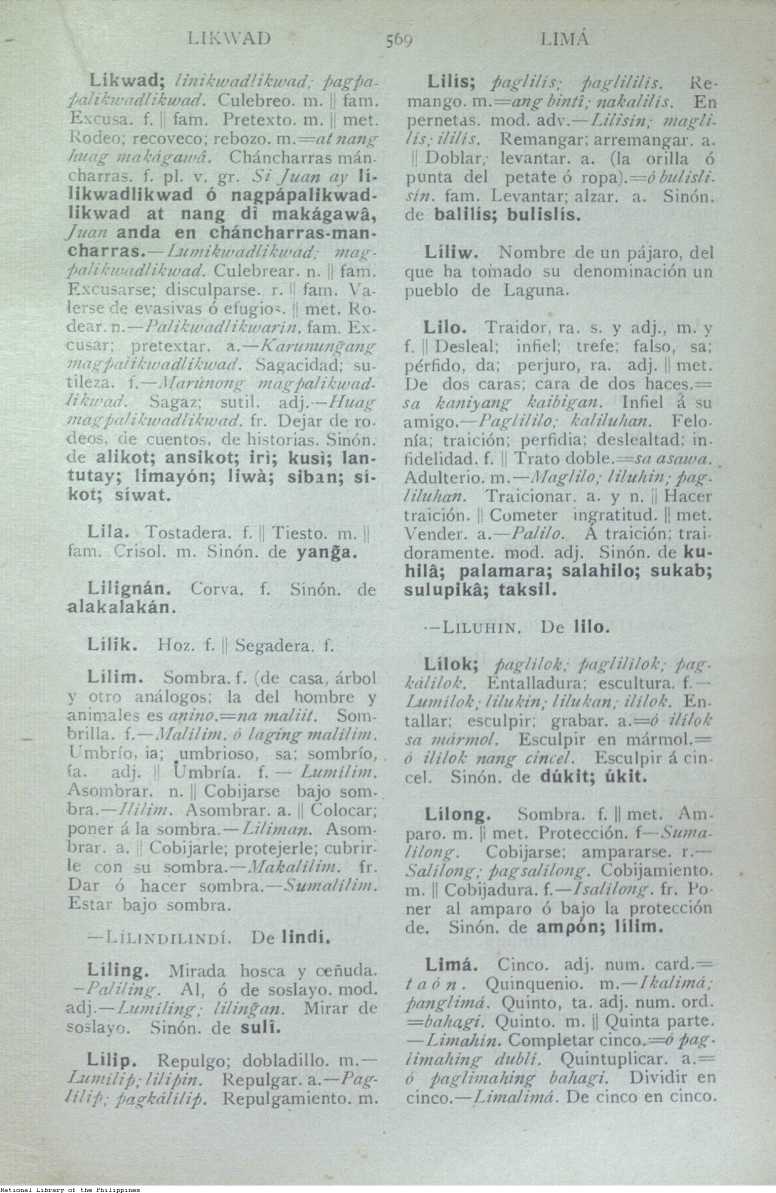 LIKWAD 569 LIMÁ
Likwad; linikwadlikwad; pagpa-
palikwadlikwad. Culebreo. m. || fam.
Excusa. f. || fam. Pretexto. m. || met.
Rodeo; recoveco; rebozo. m.=at nang
huag makágawâ. Cháncharras mán-
charras. f. pl. v. gr. Si Juan ay li-
likwadlikwad ó nagpápalikwad-
likwad at nang di makágawâ,
Juan anda en cháncharras-man-
charras.—Lumikwadlikwad; mag-
palikwadlikwad. Culebrear. n. || fam.
Excusarse; disculparse. r. || fam. Va-
lerse de evasivas ó efugios. || met. Ro-
dear. n.—Palikwadlikwarin. fam. Ex-
cusar; pretextar. a.—Karunung̃ang
magpalikwadlikwad. Sagacidad; su-
tileza. f.—Marúnong magpalikwad-
likwad. Sagaz; sutil. adj.—Huag
magpalikwadlikwad. fr. Dejar de ro-
deos, de cuentos, de historias. Sinón.
de alikot; ansikot; irì; kusì; lan-
tutay; limayón; liwà; siban; sí-
kot; síwat.
Lila. Tostadera. f. || Tiesto. m. ||
fam. Crisol. m. Sinón. de yang̃a.
Lilignán. Corva. f. Sinón. de
alakalakán.
Lilik. Hoz. f. || Segadera. f.
Lílim. Sombra. f. (de casa, árbol
y otro análogos; la del hombre y
animales es anino.=na maliit. Som-
brilla. f.—Malilim. ó laging malilim.
Umbrío, ia; umbrioso, sa; sombrío,
ía. adj. || Umbría. f. — Lumilim.
Asombrar. n. || Cobijarse bajo som-
bra.—Ililim. Asombrar. a. || Colocar;
poner á la sombra.—Liliman. Asom-
brar. a. || Cobijarle; protejerle; cubrir-
le con su sombra.—Makalilim. fr.
Dar ó hacer sombra.—Sumalilim.
Estar bajo sombra.
—LILINDILINDÍ. De lindi.
Liling. Mirada hosca y ceñuda.
—Paliling. Al, ó de soslayo. mod.
adj.—Lumiling; liling̃an. Mirar de
soslayo. Sinón. de sulî.
Lilip. Repulgo; dobladillo. m.—
Lumilip; lilipin. Repulgar. a.—Pag-
lilip; pagkálilip. Repulgamiento. m.
Lilis; paglilis; paglililis. Re-
mango. m.=ang bintî; nakalilis. En
pernetas. mod. adv.—Lilisin; magli-
lis; ililis. Remangar; arremangar. a.
|| Doblar; levantar. a. (la orilla ó
punta del petate ó ropa).=ó bulisli-
sin. fam. Levantar; alzar. a. Sinón.
de balilís; bulislís.
Líliw. Nombre de un pájaro, del
que ha tomado su denominación un
pueblo de Laguna.
Lilo. Traidor, ra. s. y adj., m. y
f. || Desleal; infiel; trefe; falso, sa;
pérfido, da; perjuro, ra. adj. || met.
De dos caras; cara de dos haces.=
sa kaniyang kaibigan. Infiel á su
amigo.—Paglililo; kaliluhan. Felo-
nía; traición; perfidia; deslealtad; in-
fidelidad. f. || Trato doble.=sa asawa.
Adulterio. m.—Maglilo; liluhin; pag-
liluhan. Traicionar. a. y n. || Hacer
traición. || Cometer ingratitud. || met.
Vender. a.—Palilo. Á traición; trai-
doramente. mod. adj. Sinón. de ku-
hilâ; palamara; salahilo; sukab;
sulupikâ; taksil.
—LILUHIN. De lilo.
Lílok; paglilok; paglililok; pag-
kálilok. Entalladura; escultura. f.—
Lumilok; lilukin; lilukan; ililok. En-
tallar; esculpir; grabar. a.=ó ililok
sa mármol. Esculpir en mármol.=
ó ililok nang cincel. Esculpir á cin-
cel. Sinón. de dúkit; úkit.
Lilong. Sombra. f. || met. Am-
paro. m. || met. Protección. f—Suma-
lilong. Cobijarse; ampararse. r.—
Salilong; pagsalilong. Cobijamiento.
m. || Cobijadura. f.—Isalilong. fr. Po-
ner al amparo ó bajo la protección
de. Sinón. de ampón; lílim.
Limá. Cinco. adj. num. card.=
taón. Quinquenio. m.—Ikalimá;
panglimá. Quinto, ta. adj. num. ord.
=bahagi. Quinto. m. || Quinta parte.
—Limahin. Completar cinco.=ó pag-
limahing dublí. Quintuplicar. a.=
ó paglimahing bahagi. Dividir en
cinco.—Limalimá. De cinco en cinco.
National Library of the Philippines